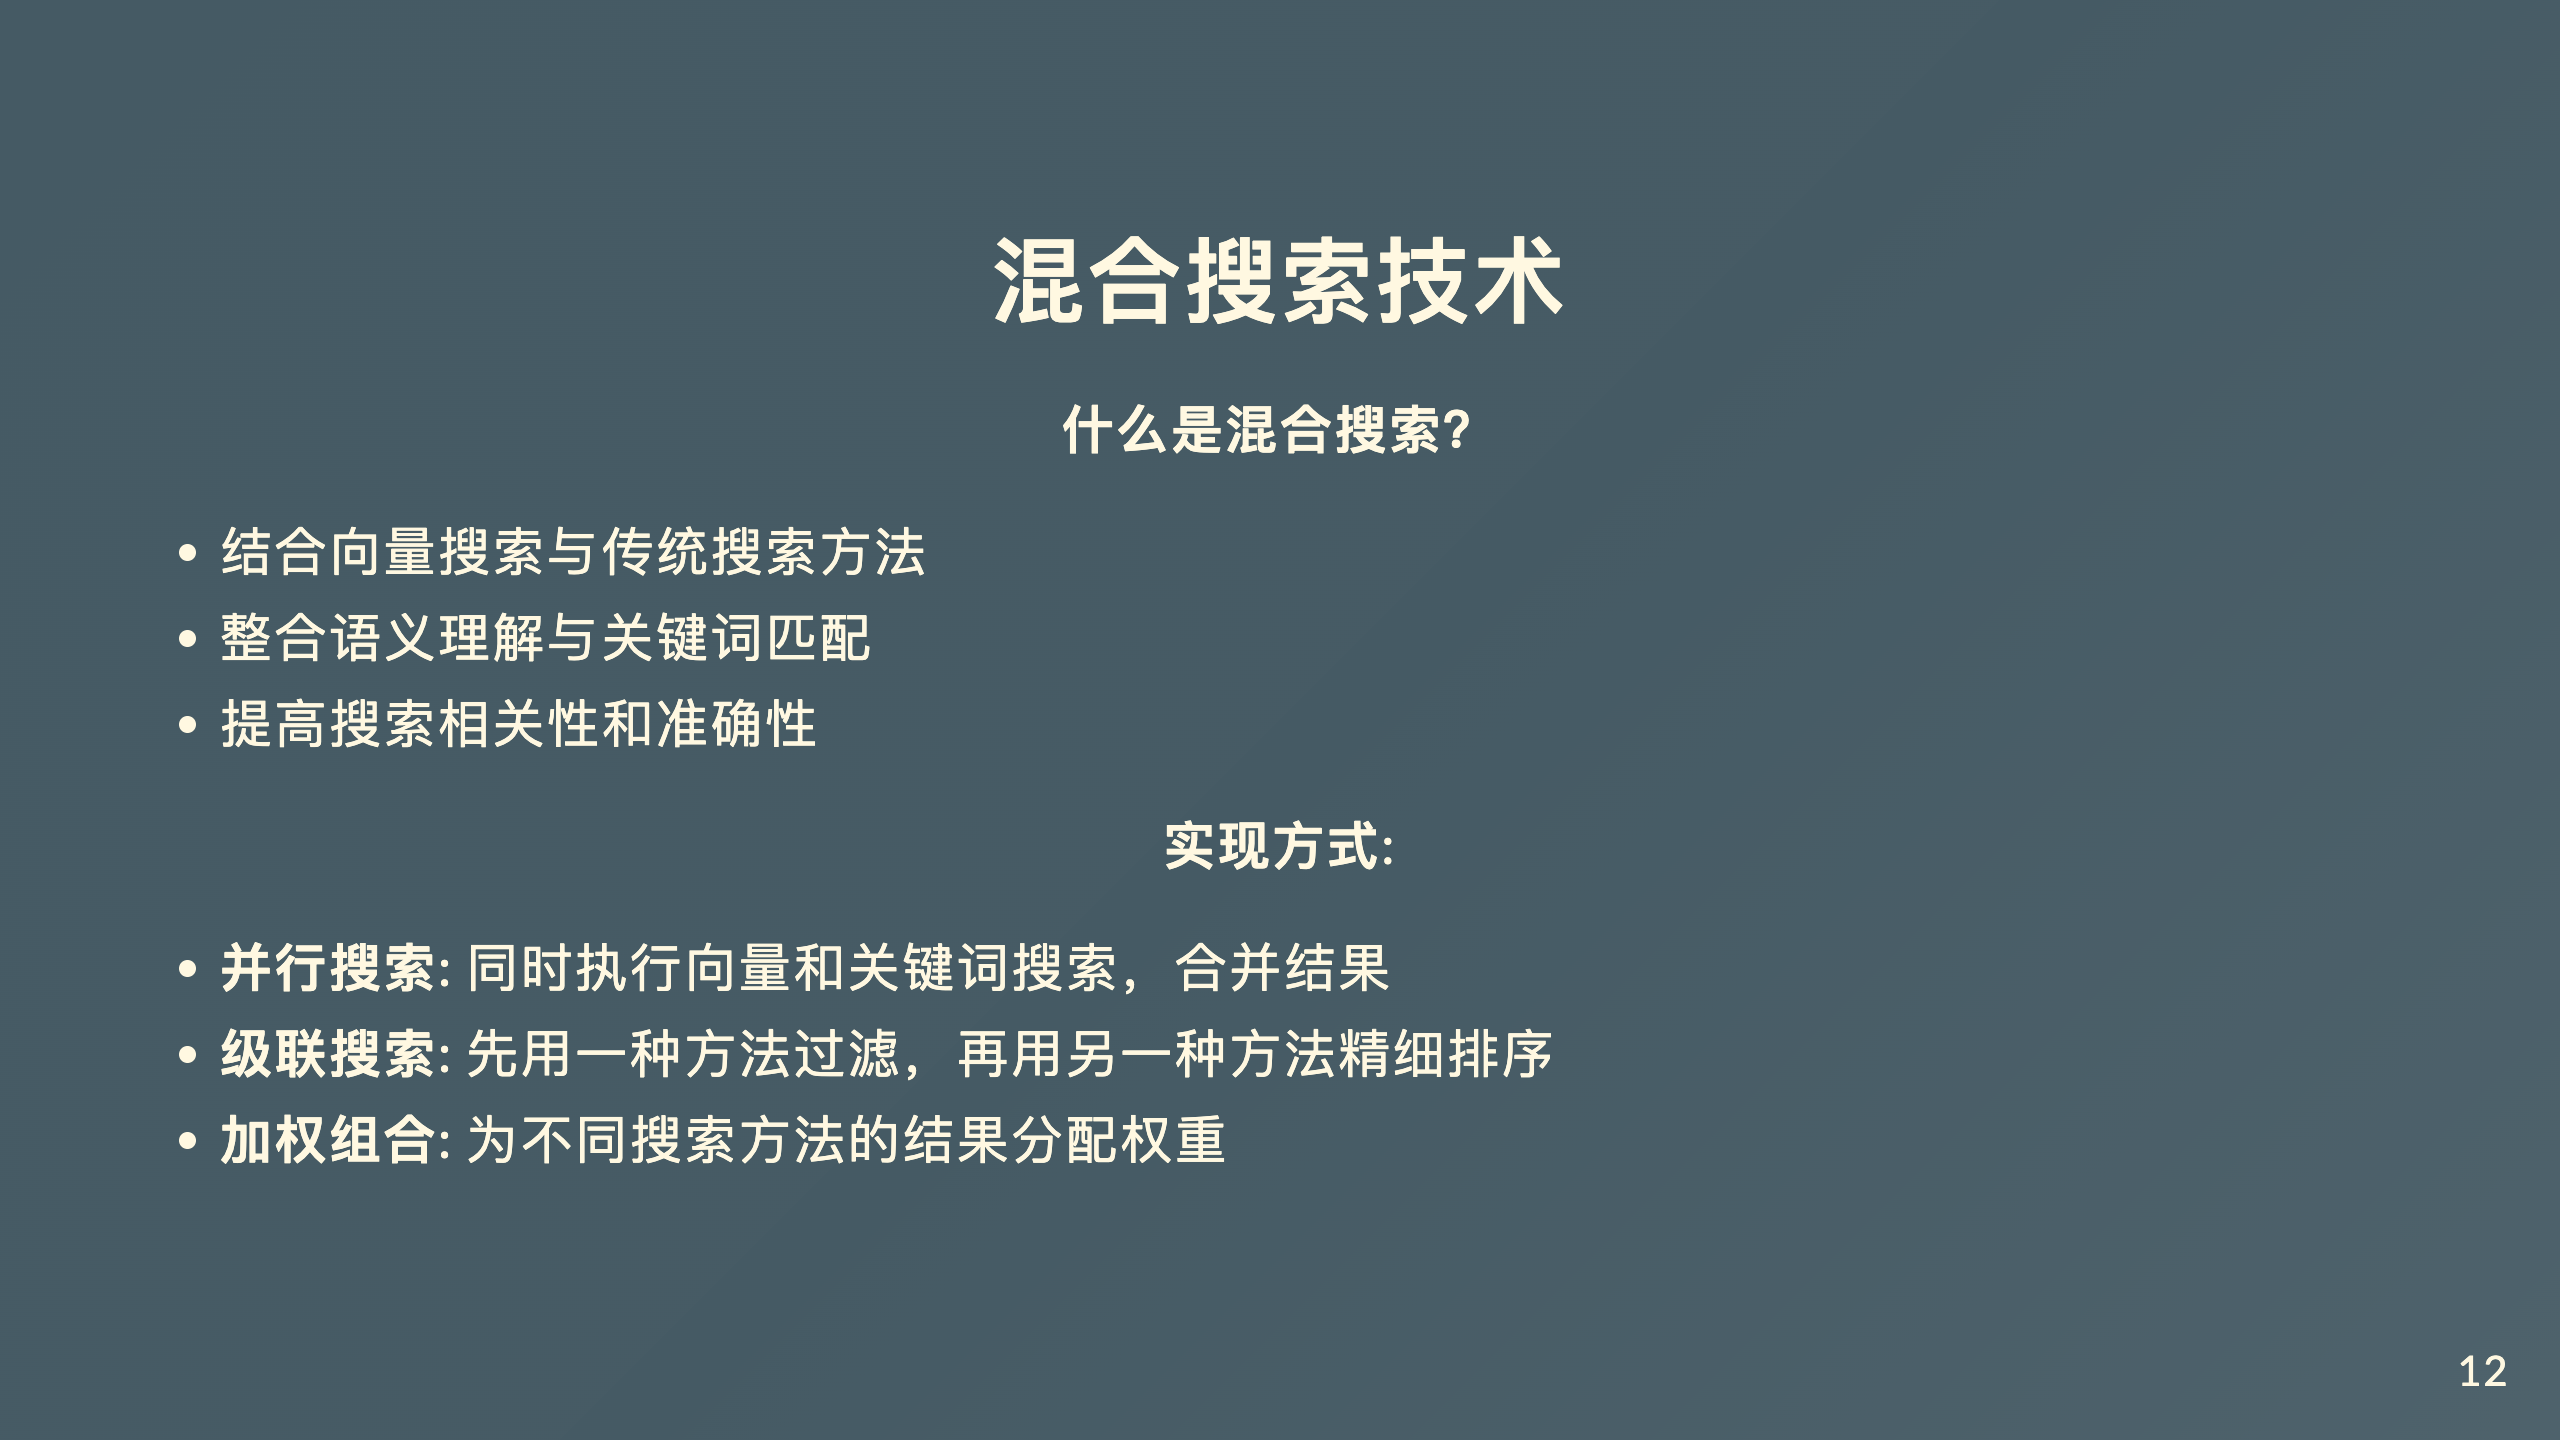 混合搜索技术
什么是混合搜索?
• 结合向量搜索与传统搜索方法
• 整合语义理解与关键词匹配
• 提高搜索相关性和准确性
实现方式:
• 并行搜索: 同时执行向量和关键词搜索，合并结果
• 级联搜索: 先用一种方法过滤，再用另一种方法精细排序
• 加权组合: 为不同搜索方法的结果分配权重
12